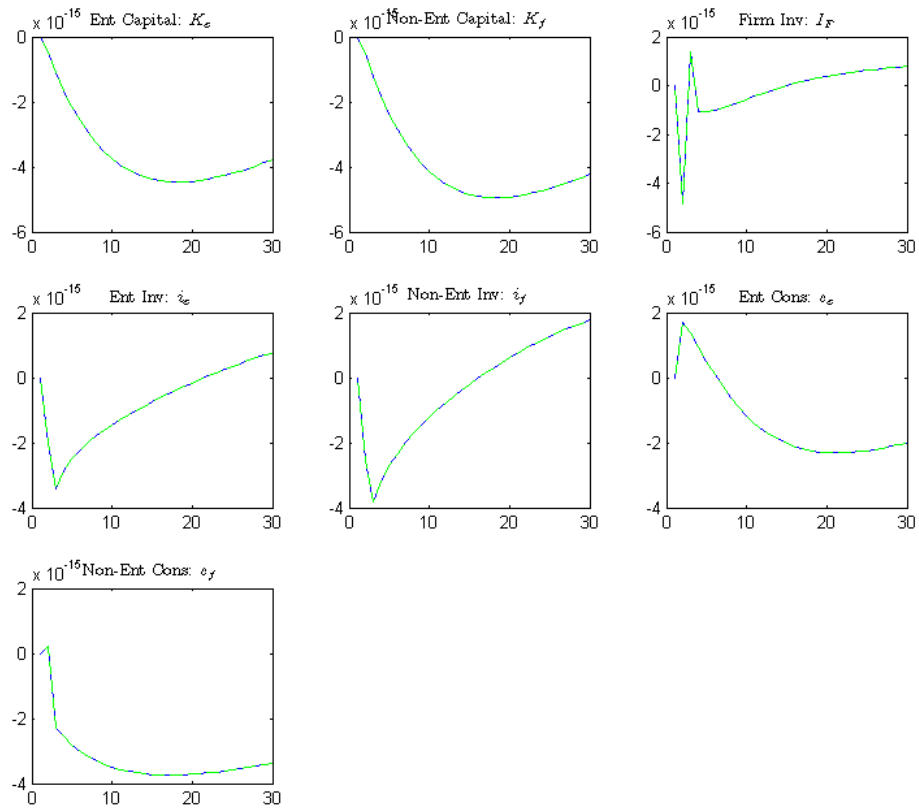 x 10^-15 Ent Capital: K_e
0
-2
-4
-6
0 10 20 30
x 10^-15 Non-Ent Capital: K_f
0
-2
-4
-6
0 10 20 30
x 10^-15 Firm Inv: I_F
2
0
-2
-4
-6
0 10 20 30
x 10^-15 Ent Inv: i_e
2
0
-2
-4
0 10 20 30
x 10^-15 Non-Ent Inv: i_f
2
0
-2
-4
0 10 20 30
x 10^-15 Ent Cons: c_e
2
0
-2
-4
0 10 20 30
x 10^-15 Non-Ent Cons: c_f
2
0
-2
-4
0 10 20 30